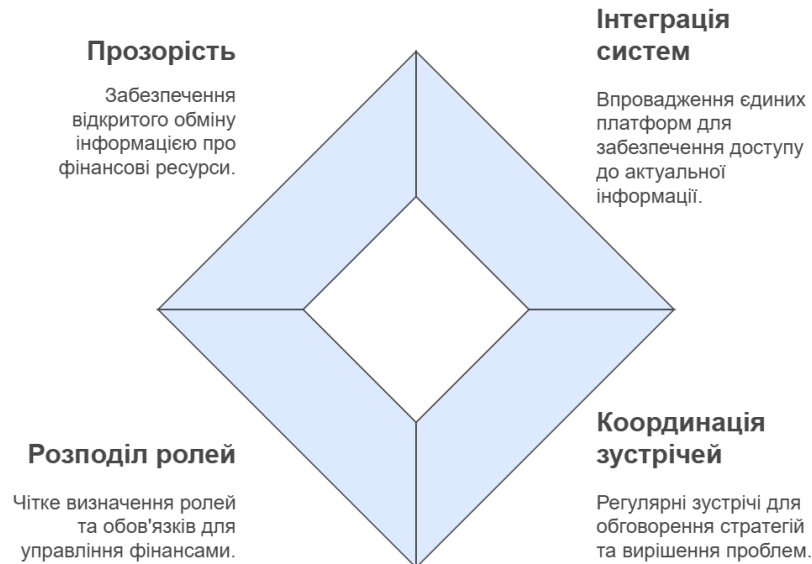 Прозорість
Забезпечення
відкритого обміну
інформацією про
фінансові ресурси.
Інтеграція
систем
Впровадження єдиних
платформ для
забезпечення доступу
до актуальної
інформації.
Розподіл ролей
Чітке визначення ролей
та обов'язків для
управління фінансами.
Координація
зустрічей
Регулярні зустрічі для
обговорення стратегій
та вирішення проблем.